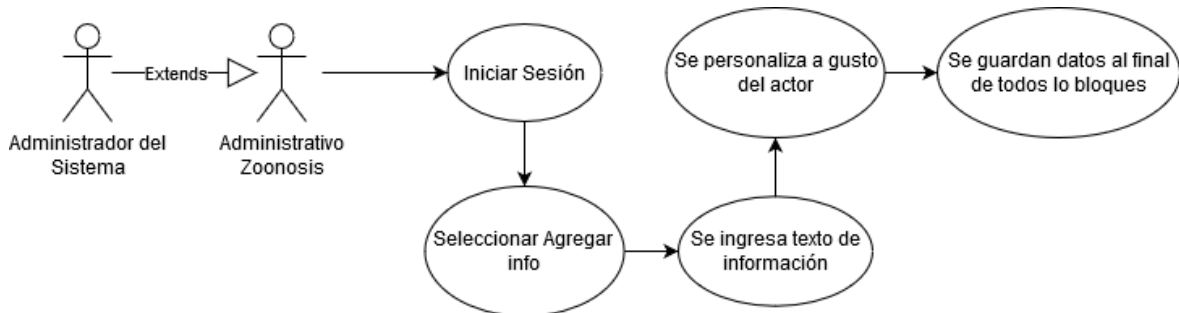 Extends
Administrador del
Sistema
Administrativo
Zoonosis
Iniciar Sesión
Seleccionar Agregar
info
Se ingresa texto de
información
Se personaliza a gusto
del actor
Se guardan datos al final
de todos lo bloques